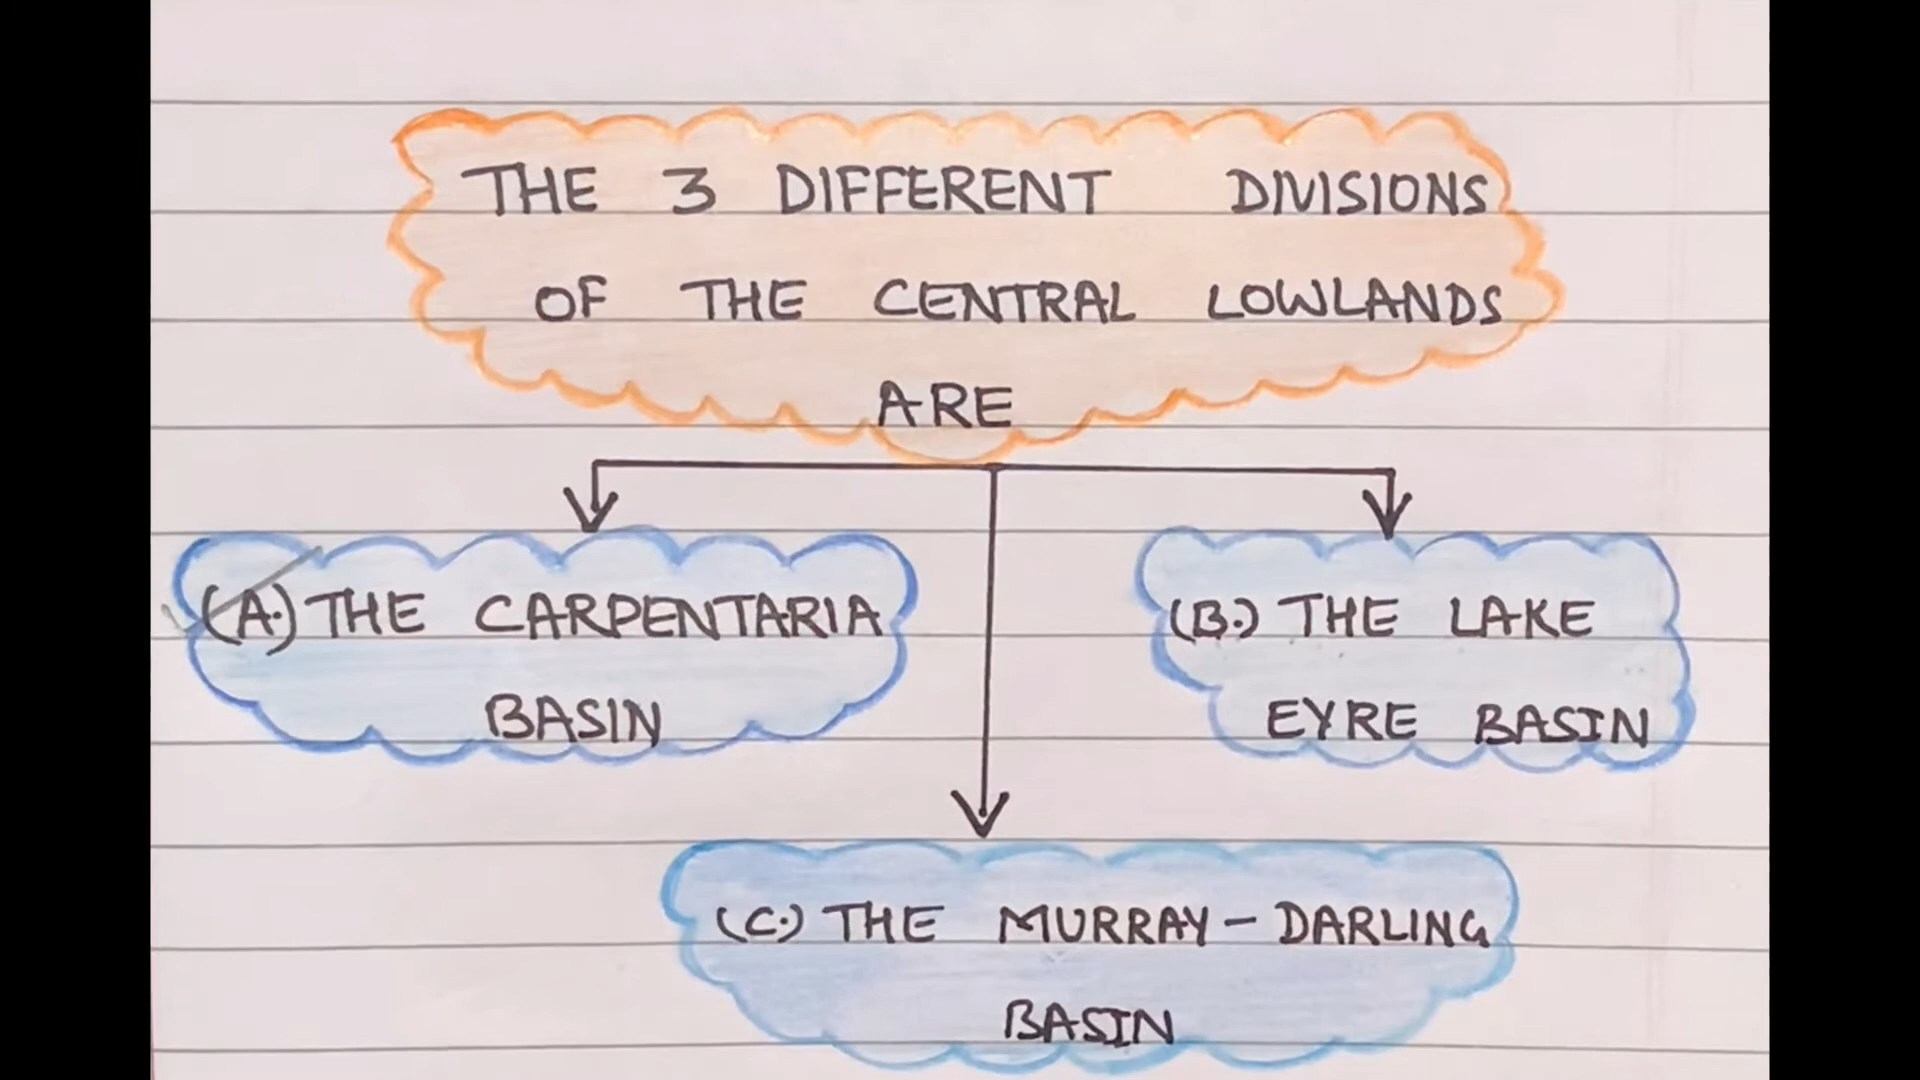 THE 3 DIFFERENT DIVISIONS
OF THE CENTRAL LOWLANDS
ARE
(A.) THE CARPENTARIA
BASIN
(B.) THE LAKE
EYRE BASIN
(C.) THE MURRAY - DARLING
BASIN